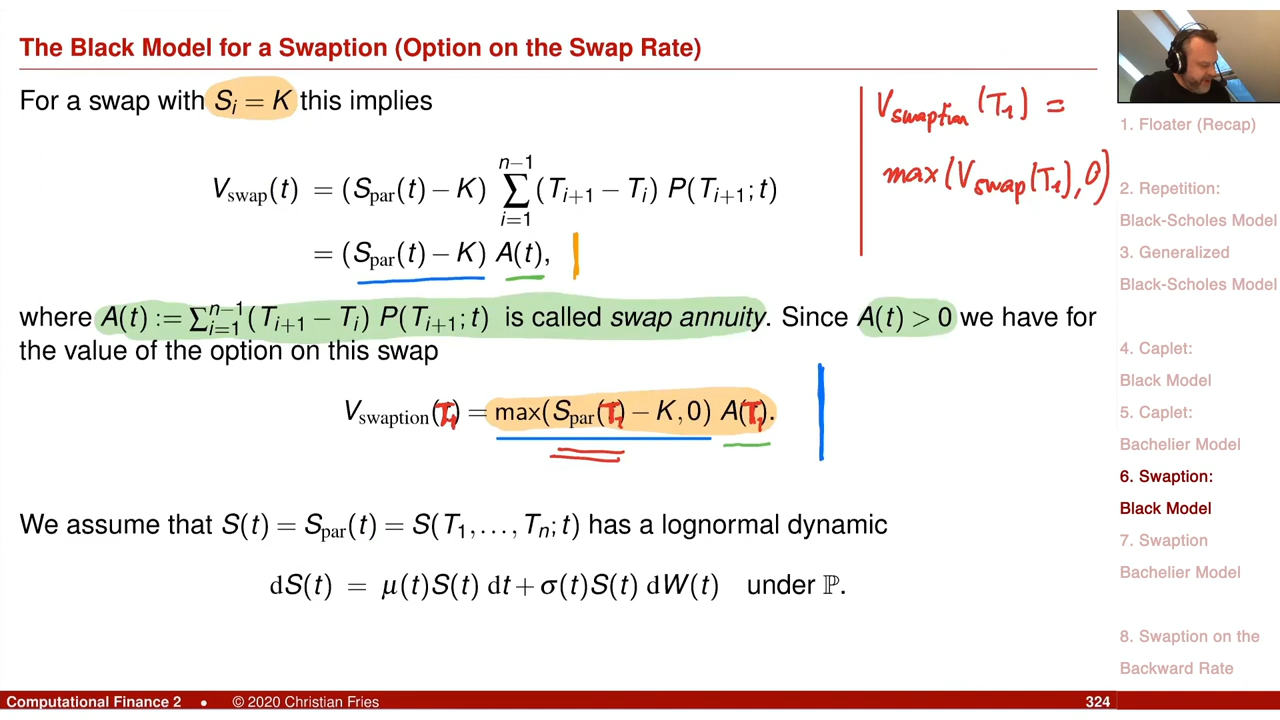 The Black Model for a Swaption (Option on the Swap Rate)
For a swap with S_i = K this implies
V_swap(t) = (S_par(t) − K) ∑_{i=1}^{n−1} (T_{i+1} − T_i) P(T_{i+1}; t)
= (S_par(t) − K) A(t),
where A(t) := ∑_{i=1}^{n−1}(T_{i+1} − T_i) P(T_{i+1}; t) is called swap annuity. Since A(t) > 0 we have for
the value of the option on this swap
V_swaption(T_1) = max(S_par(T_1) − K, 0) A(T_1).
We assume that S(t) = S_par(t) = S(T_1, ..., T_n; t) has a lognormal dynamic
dS(t) = μ(t)S(t) dt + σ(t)S(t) dW(t) under ℙ.
V_swaption (T_1) =
max(V_swap(T_1), 0)
1. Floater (Recap)
2. Repetition:
Black-Scholes Model
3. Generalized
Black-Scholes Model
4. Caplet:
Black Model
5. Caplet:
Bachelier Model
6. Swaption:
Black Model
7. Swaption
Bachelier Model
8. Swaption on the
Backward Rate
Computational Finance 2 • © 2020 Christian Fries 324